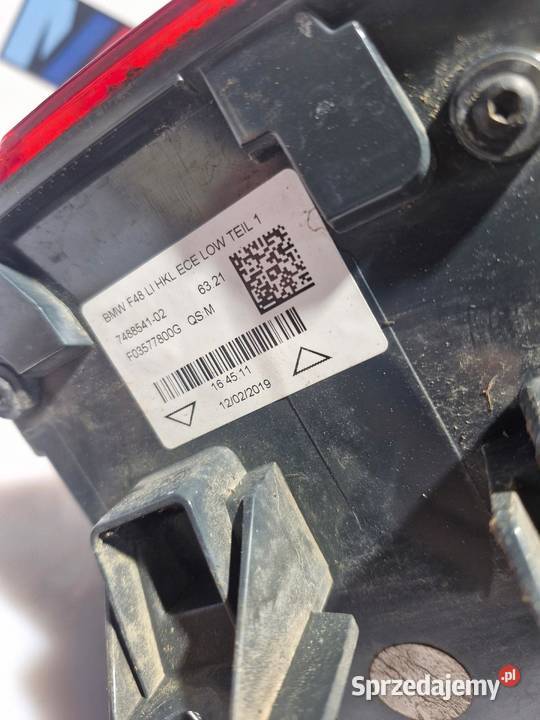 BMW F48 LI HKL ECE LOW TEIL 1
7488541-02 63.21
F03577800G QS:M
16 45 11
12/02/2019
Sprzedajemy.pl